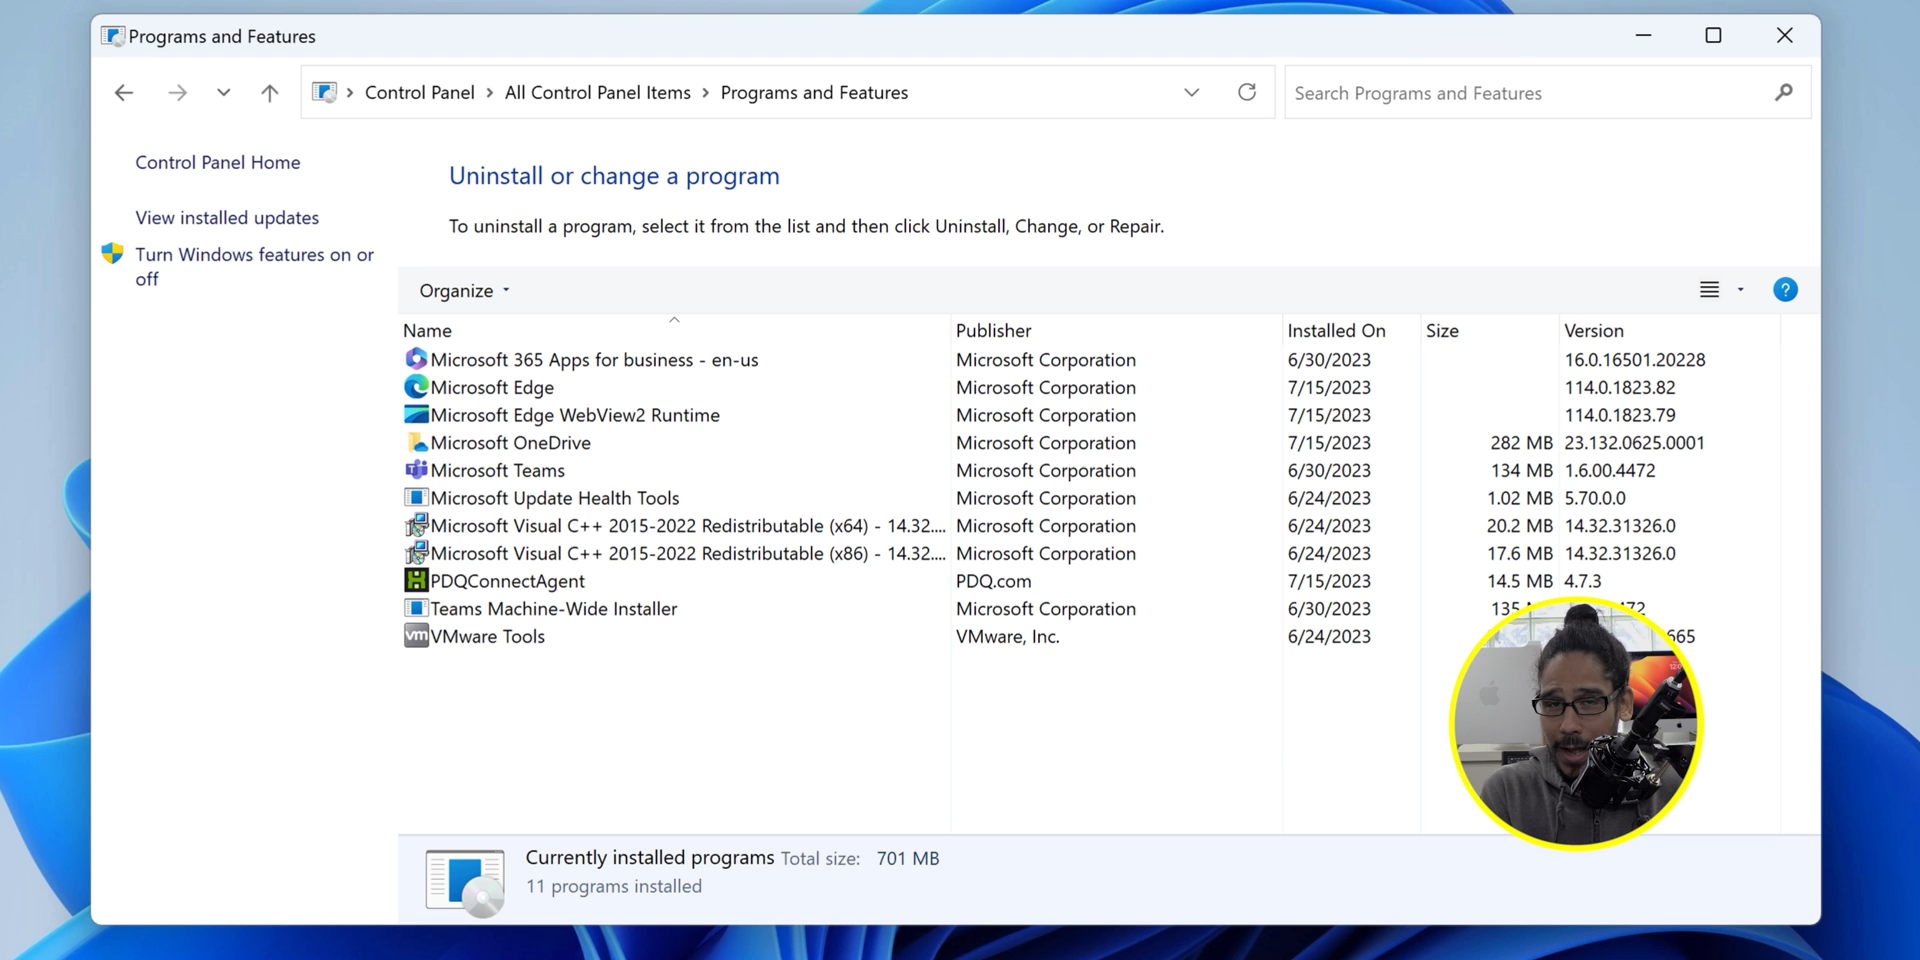 Programs and Features
Control Panel > All Control Panel Items > Programs and Features
Search Programs and Features
Control Panel Home
View installed updates
Turn Windows features on or
off
Uninstall or change a program
To uninstall a program, select it from the list and then click Uninstall, Change, or Repair.
Organize
Name Publisher Installed On Size Version
Microsoft 365 Apps for business - en-us Microsoft Corporation 6/30/2023 16.0.16501.20228
Microsoft Edge Microsoft Corporation 7/15/2023 114.0.1823.82
Microsoft Edge WebView2 Runtime Microsoft Corporation 7/15/2023 114.0.1823.79
Microsoft OneDrive Microsoft Corporation 7/15/2023 282 MB 23.132.0625.0001
Microsoft Teams Microsoft Corporation 6/30/2023 134 MB 1.6.00.4472
Microsoft Update Health Tools Microsoft Corporation 6/24/2023 1.02 MB 5.70.0.0
Microsoft Visual C++ 2015-2022 Redistributable (x64) - 14.32.... Microsoft Corporation 6/24/2023 20.2 MB 14.32.31326.0
Microsoft Visual C++ 2015-2022 Redistributable (x86) - 14.32.... Microsoft Corporation 6/24/2023 17.6 MB 14.32.31326.0
PDQConnectAgent PDQ.com 7/15/2023 14.5 MB 4.7.3
Teams Machine-Wide Installer Microsoft Corporation 6/30/2023 135
vm VMware Tools VMware, Inc. 6/24/2023 665
Currently installed programs Total size: 701 MB
11 programs installed